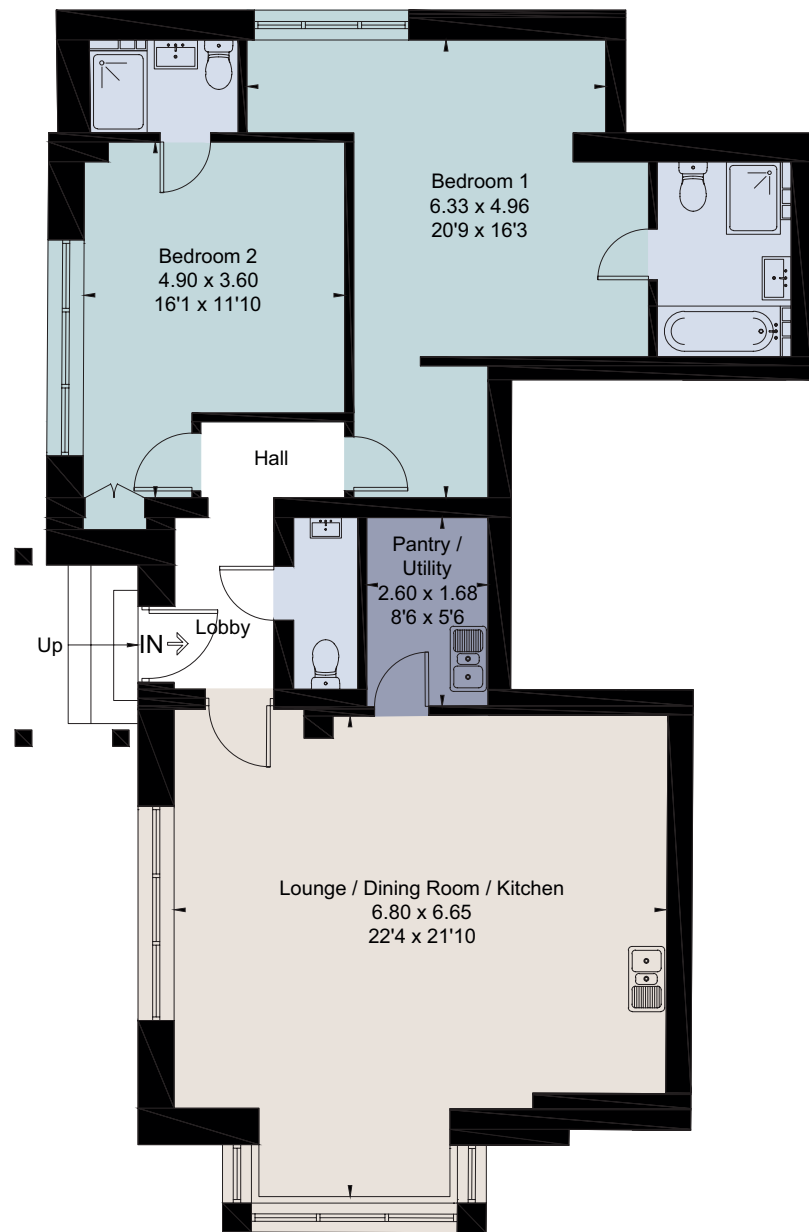 Bedroom 1
6.33 x 4.96
20'9 x 16'3
Bedroom 2
4.90 x 3.60
16'1 x 11'10
Hall
Pantry /
Utility
2.60 x 1.68
8'6 x 5'6
Up
IN
Lobby
Lounge / Dining Room / Kitchen
6.80 x 6.65
22'4 x 21'10